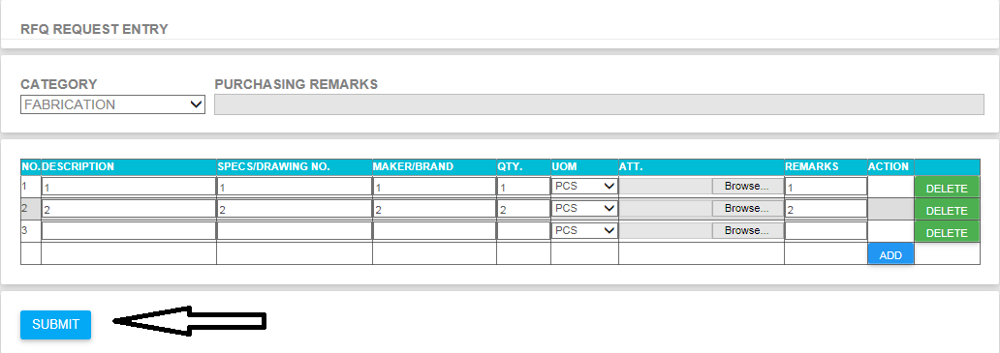 RFQ REQUEST ENTRY
CATEGORY PURCHASING REMARKS
FABRICATION
NO. DESCRIPTION SPECS/DRAWING NO. MAKER/BRAND QTY. UOM ATT. REMARKS ACTION
1 1 1 1 1 PCS Browse... 1 DELETE
2 2 2 2 2 PCS Browse... 2 DELETE
3 PCS Browse... DELETE
ADD
SUBMIT